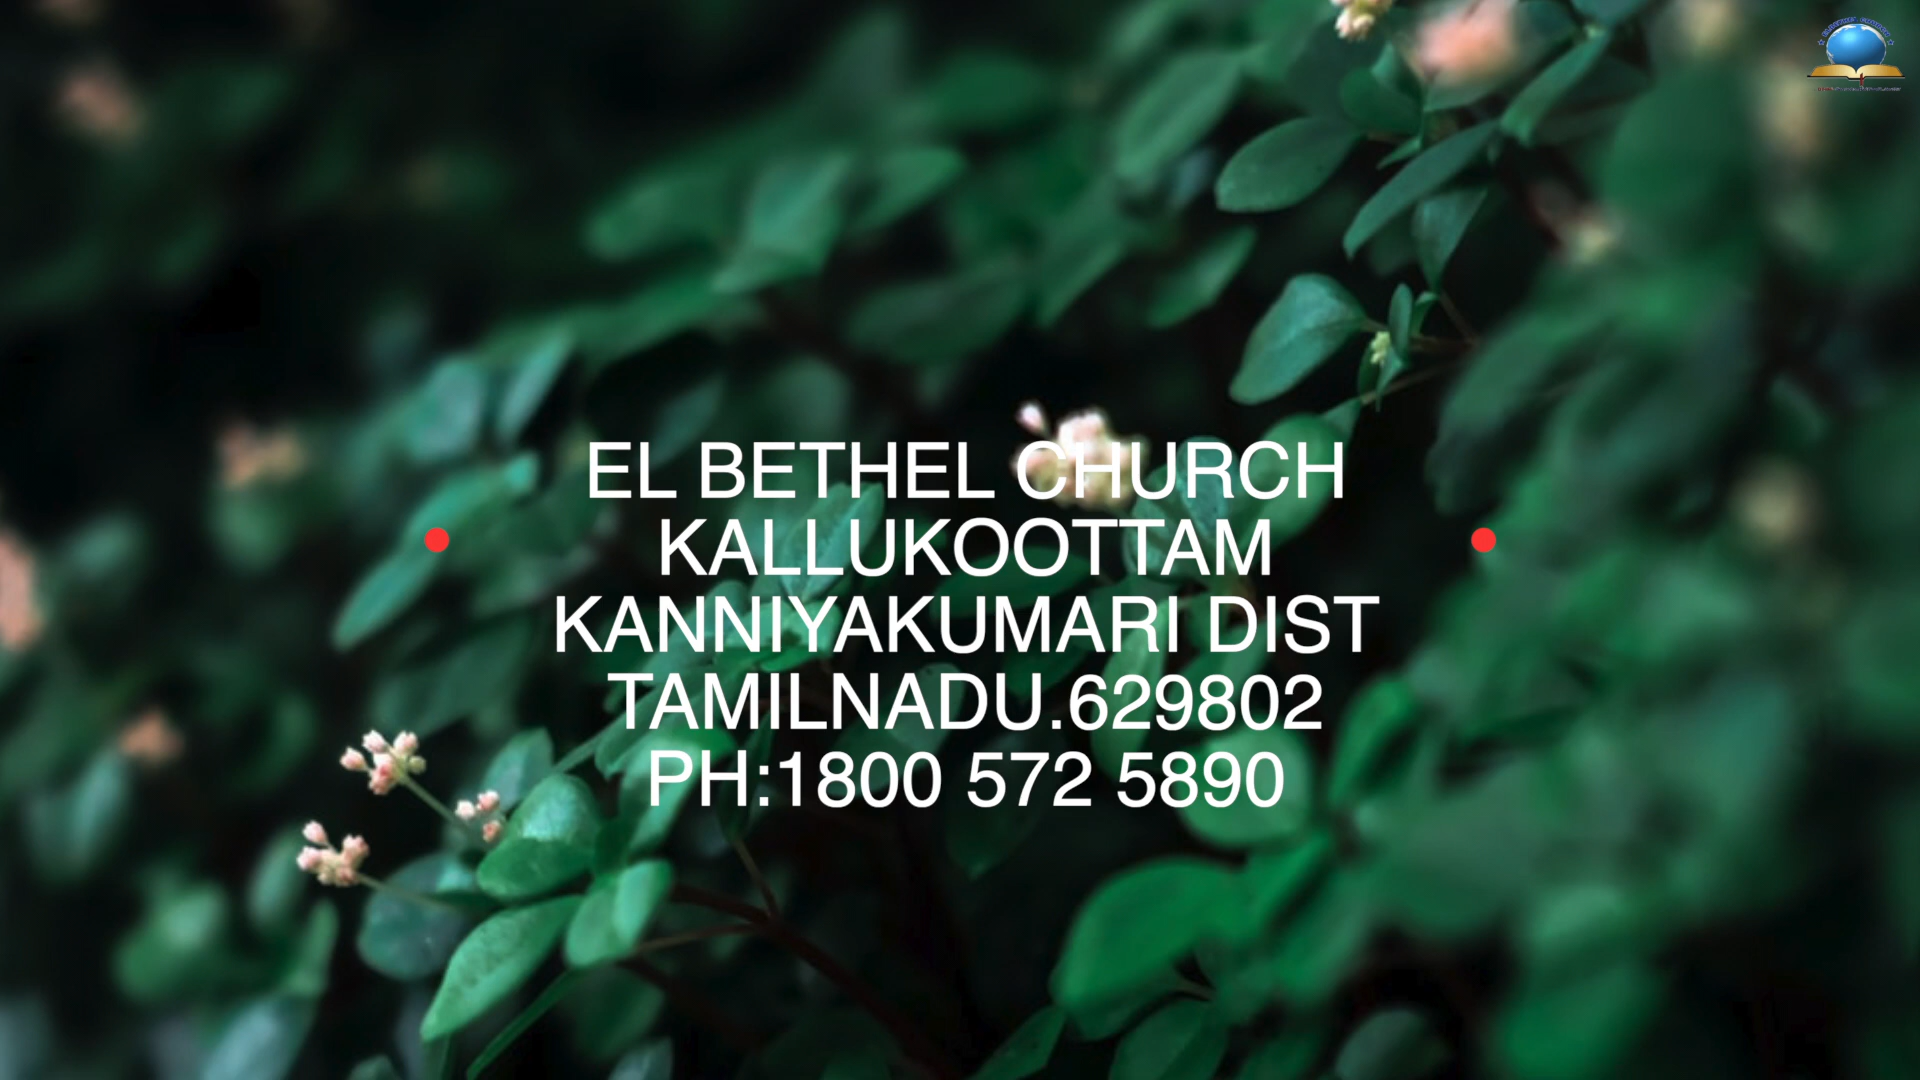 EL BETHEL CHURCH
KALLUKOOTTAM
KANNIYAKUMARI DIST
TAMILNADU.629802
PH:1800 572 5890